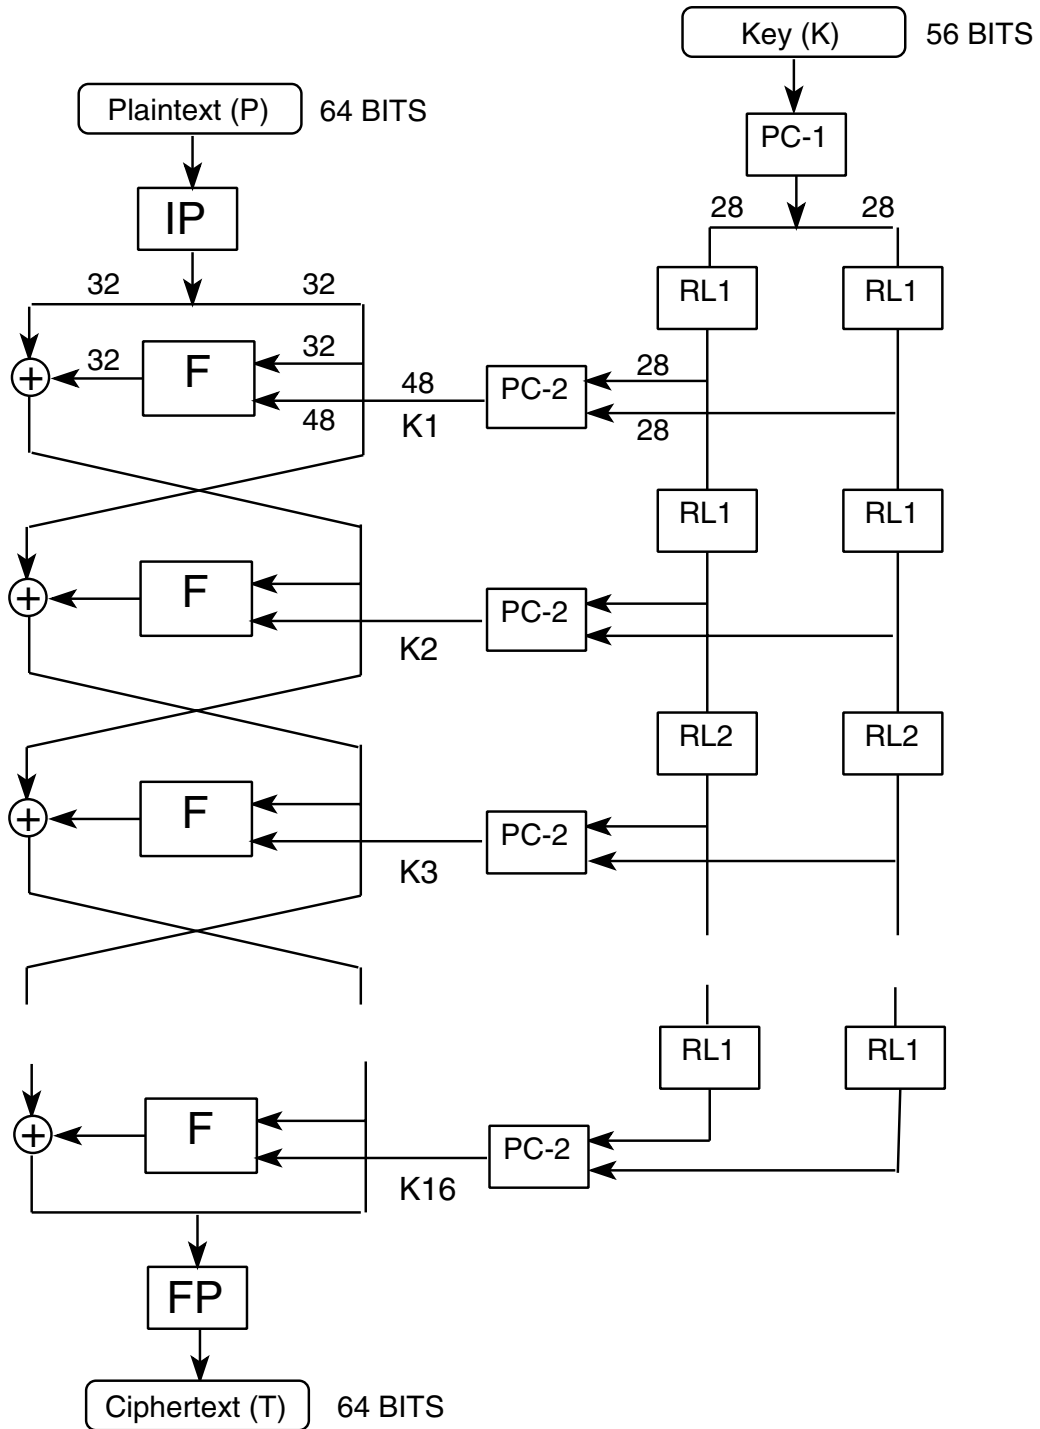 Key (K) 56 BITS
Plaintext (P) 64 BITS
PC-1
IP
28 28
RL1 RL1
32 32
32 F 32 48 PC-2 28
48 K1 28
RL1 RL1
F PC-2
K2
RL2 RL2
F PC-2
K3
RL1 RL1
F PC-2
K16
FP
Ciphertext (T) 64 BITS